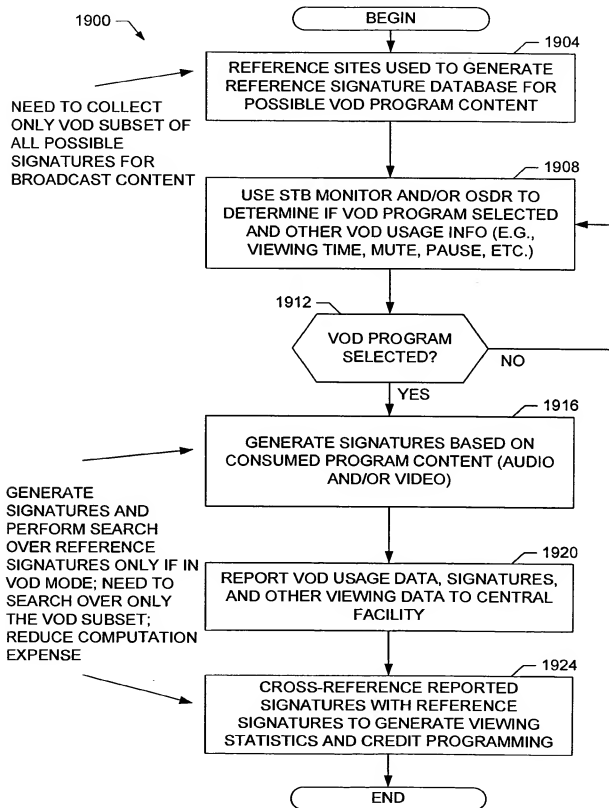 1900
BEGIN
1904
REFERENCE SITES USED TO GENERATE
REFERENCE SIGNATURE DATABASE FOR
POSSIBLE VOD PROGRAM CONTENT
NEED TO COLLECT
ONLY VOD SUBSET OF
ALL POSSIBLE
SIGNATURES FOR
BROADCAST CONTENT
1908
USE STB MONITOR AND/OR OSDR TO
DETERMINE IF VOD PROGRAM SELECTED
AND OTHER VOD USAGE INFO (E.G.,
VIEWING TIME, MUTE, PAUSE, ETC.)
1912
VOD PROGRAM
SELECTED?
NO
YES
1916
GENERATE SIGNATURES BASED ON
CONSUMED PROGRAM CONTENT (AUDIO
AND/OR VIDEO)
GENERATE
SIGNATURES AND
PERFORM SEARCH
OVER REFERENCE
SIGNATURES ONLY IF IN
VOD MODE; NEED TO
SEARCH OVER ONLY
THE VOD SUBSET;
REDUCE COMPUTATION
EXPENSE
1920
REPORT VOD USAGE DATA, SIGNATURES,
AND OTHER VIEWING DATA TO CENTRAL
FACILITY
1924
CROSS-REFERENCE REPORTED
SIGNATURES WITH REFERENCE
SIGNATURES TO GENERATE VIEWING
STATISTICS AND CREDIT PROGRAMMING
END